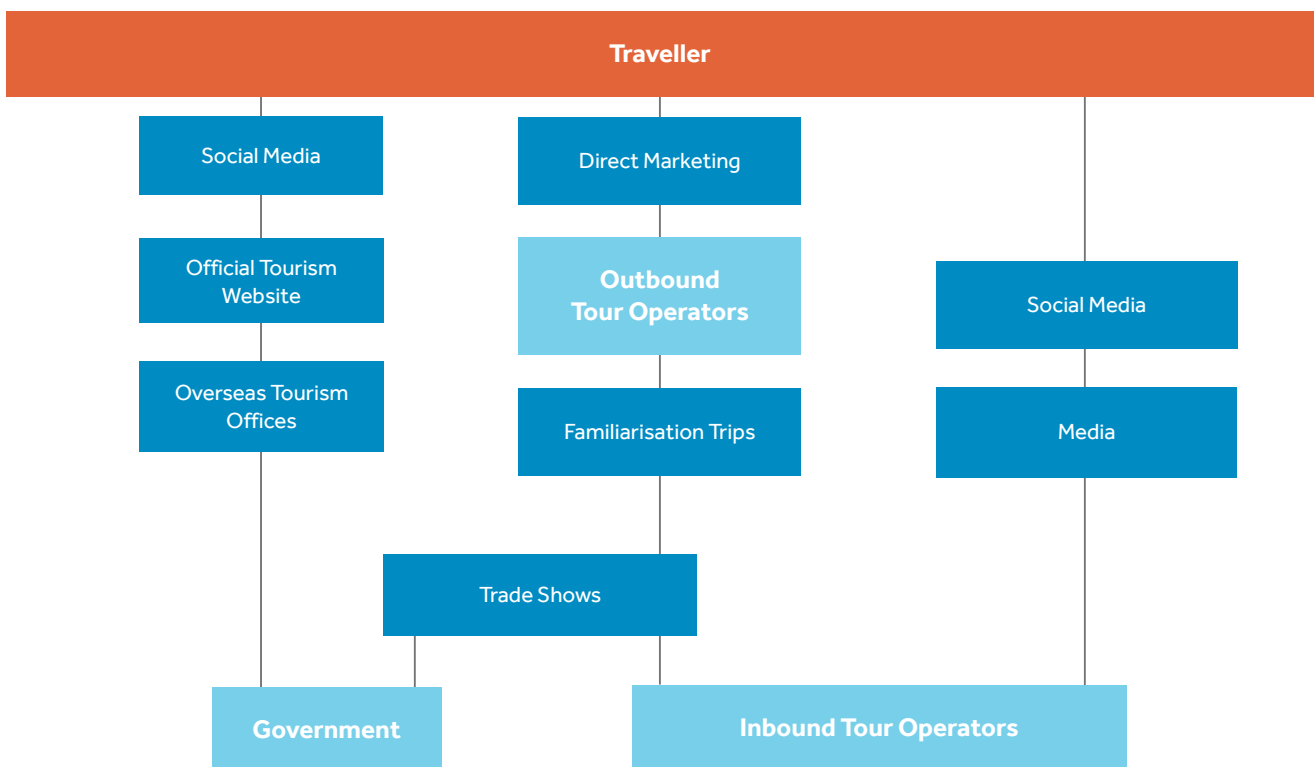 Traveller
Social Media
Official Tourism
Website
Overseas Tourism
Offices
Direct Marketing
Outbound
Tour Operators
Familiarisation Trips
Social Media
Media
Trade Shows
Government
Inbound Tour Operators